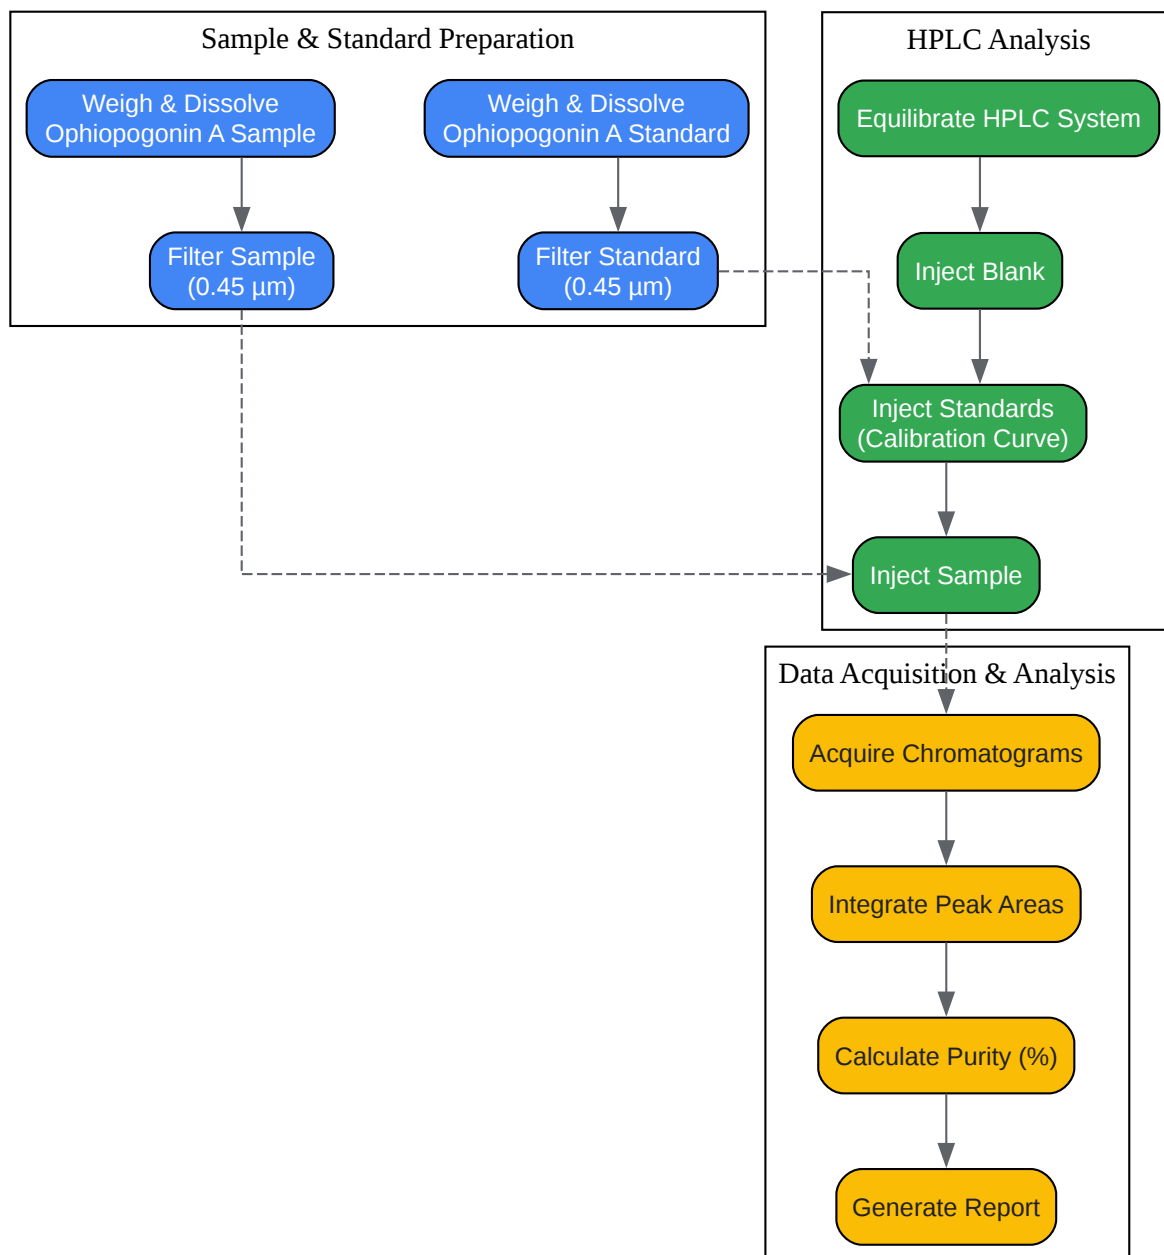 Sample & Standard Preparation
Weigh & Dissolve
Ophiopogonin A Sample
Weigh & Dissolve
Ophiopogonin A Standard
Filter Sample
(0.45 µm)
Filter Standard
(0.45 µm)
HPLC Analysis
Equilibrate HPLC System
Inject Blank
Inject Standards
(Calibration Curve)
Inject Sample
Data Acquisition & Analysis
Acquire Chromatograms
Integrate Peak Areas
Calculate Purity (%)
Generate Report